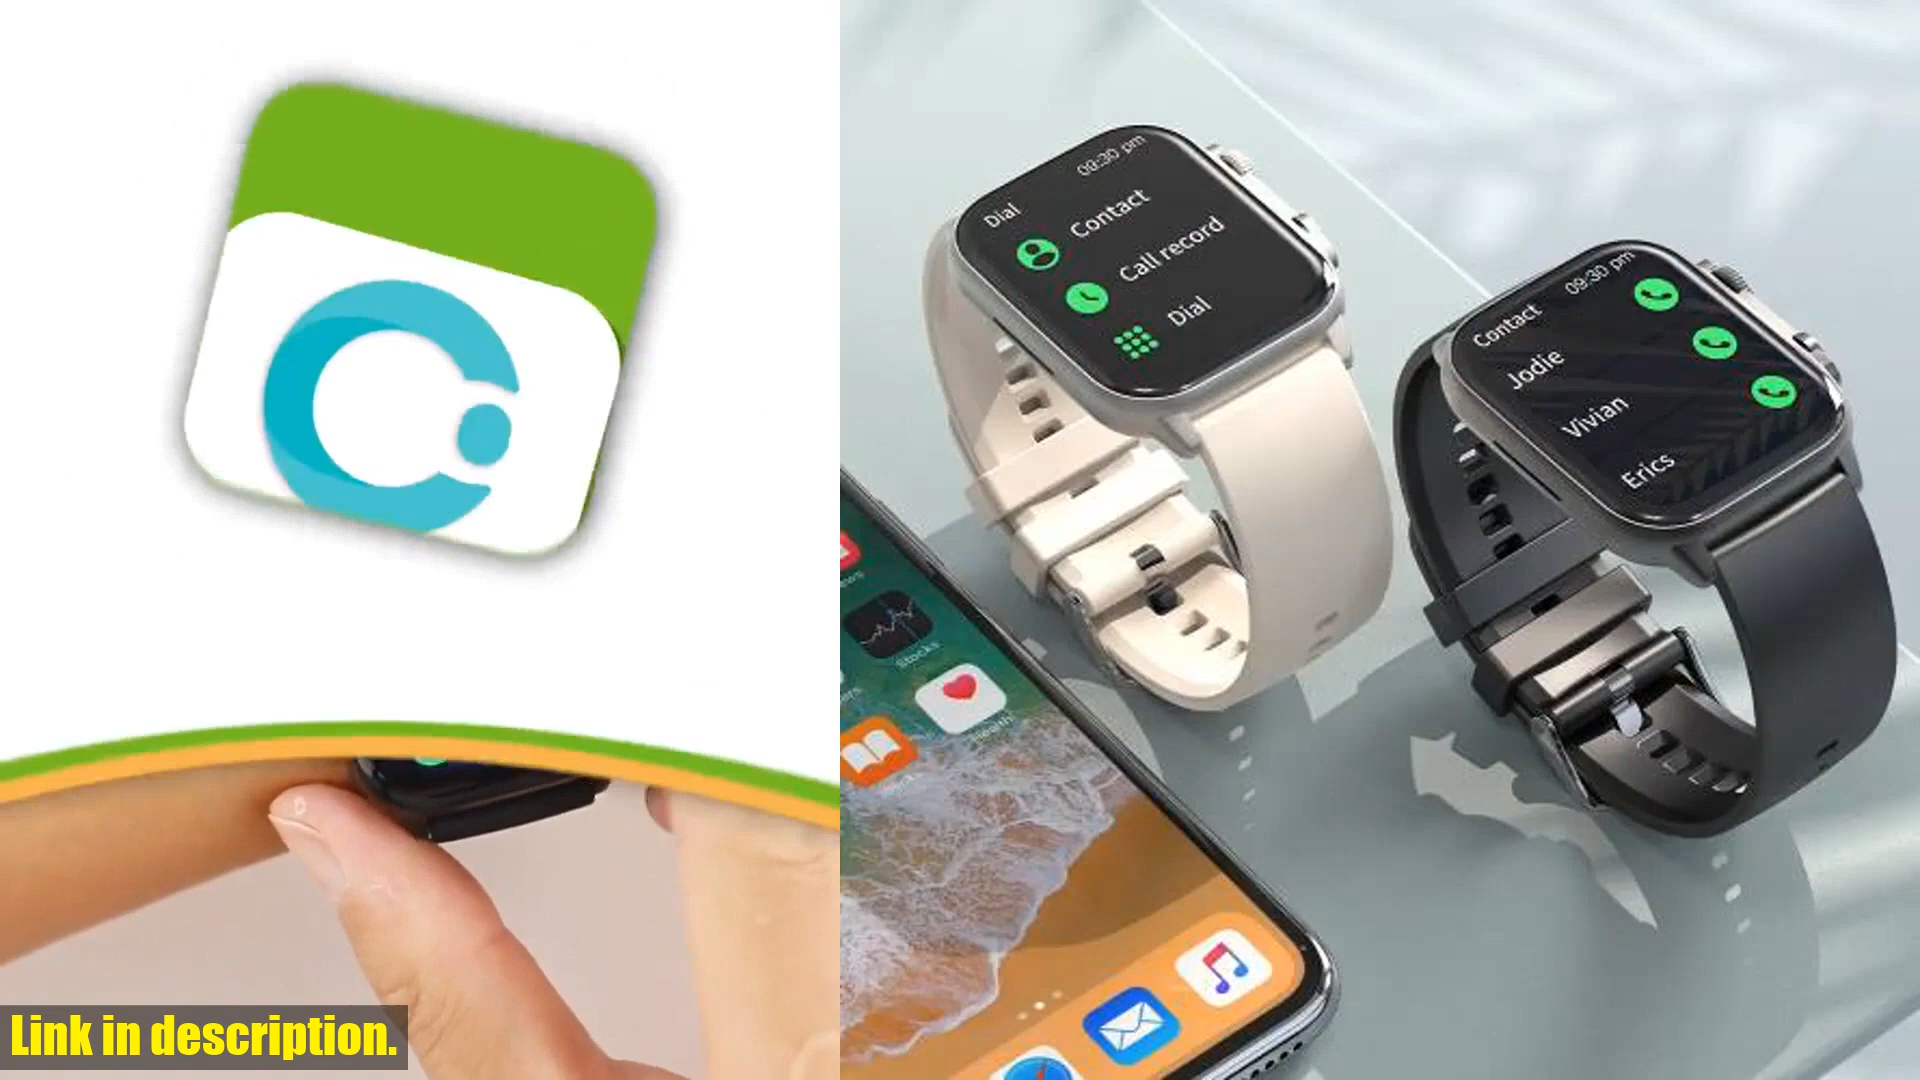 Dial
09:30 pm
Contact
Call record
Dial
Contact
09:30 pm
Jodie
Vivian
Erics
Stocks
Health
Link in description.